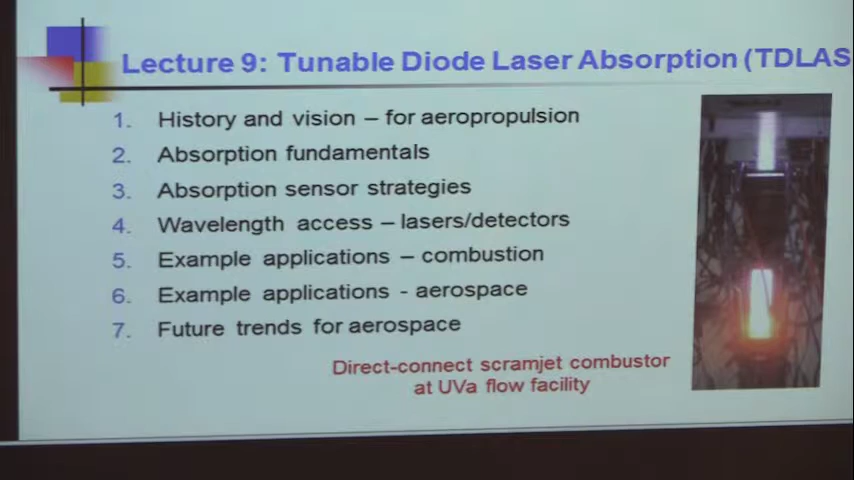 Lecture 9: Tunable Diode Laser Absorption (TDLAS
1. History and vision – for aeropropulsion
2. Absorption fundamentals
3. Absorption sensor strategies
4. Wavelength access – lasers/detectors
5. Example applications – combustion
6. Example applications - aerospace
7. Future trends for aerospace
Direct-connect scramjet combustor
at UVa flow facility